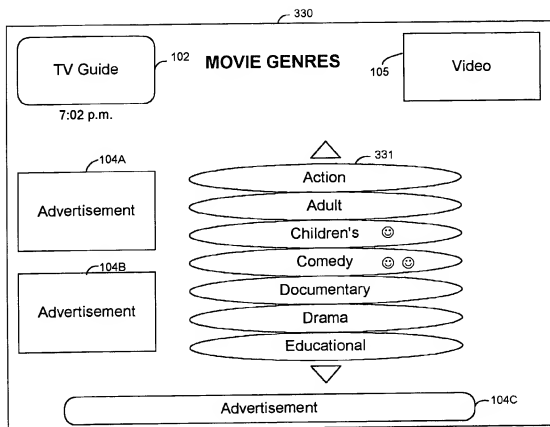 330
TV Guide
102
MOVIE GENRES
105
Video
7:02 p.m.
104A
Advertisement
104B
Advertisement
331
Action
Adult
Children's
Comedy
Documentary
Drama
Educational
Advertisement
104C